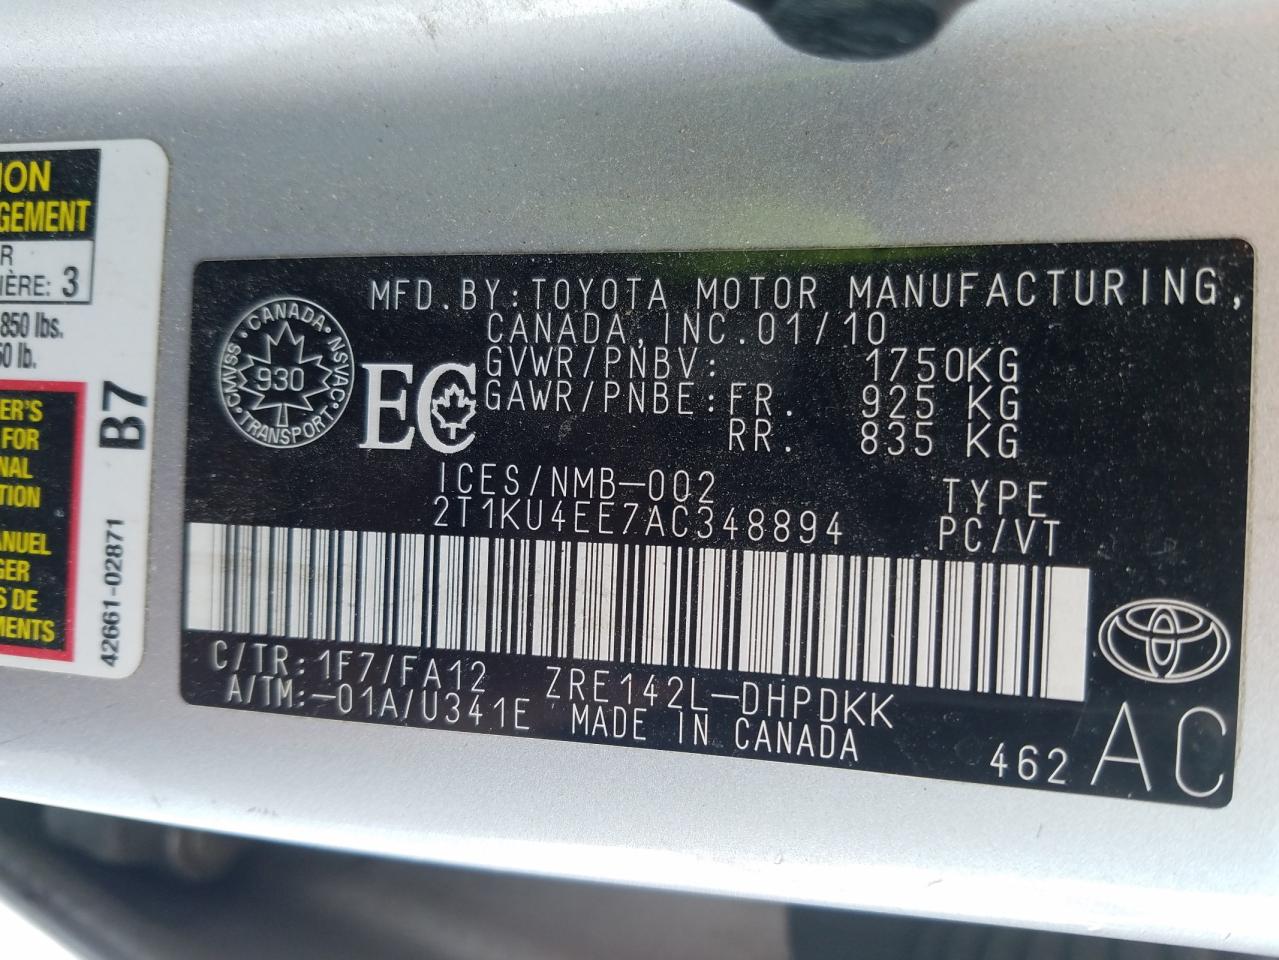 ION
GEMENT
R
IÈRE: 3
850 lbs.
50 lb.
ER'S
FOR
NAL
TION
ANUEL
GER
S DE
MENTS
B7
42661-02871
CANADA
CMVSS
NSVAC
930
TRANSPORT
EC
MFD.BY:TOYOTA MOTOR MANUFACTURING,
CANADA,INC.01/10
GVWR/PNBV: 1750KG
GAWR/PNBE:FR. 925 KG
RR. 835 KG
ICES/NMB-002
2T1KU4EE7AC348894
TYPE
PC/VT
C/TR:1F7/FA12 ZRE142L-DHPDKK
A/TM:-01A/U341E MADE IN CANADA
462 AC